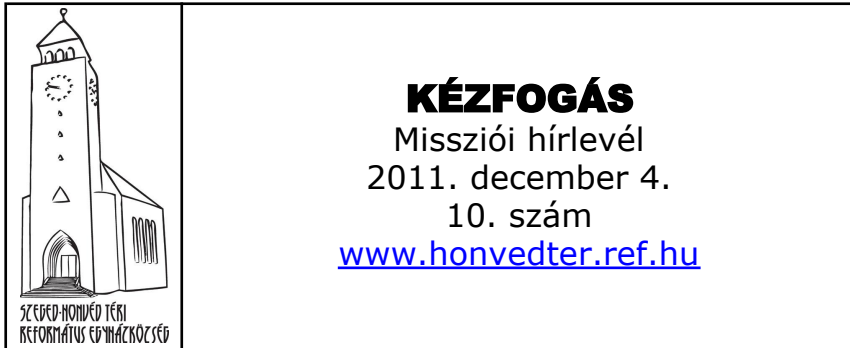 SZEGED-HONVÉD TÉRI
REFORMÁTUS EGYHÁZKÖZSÉG
KÉZFOGÁS
Missziói hírlevél
2011. december 4.
10. szám
www.honvedter.ref.hu